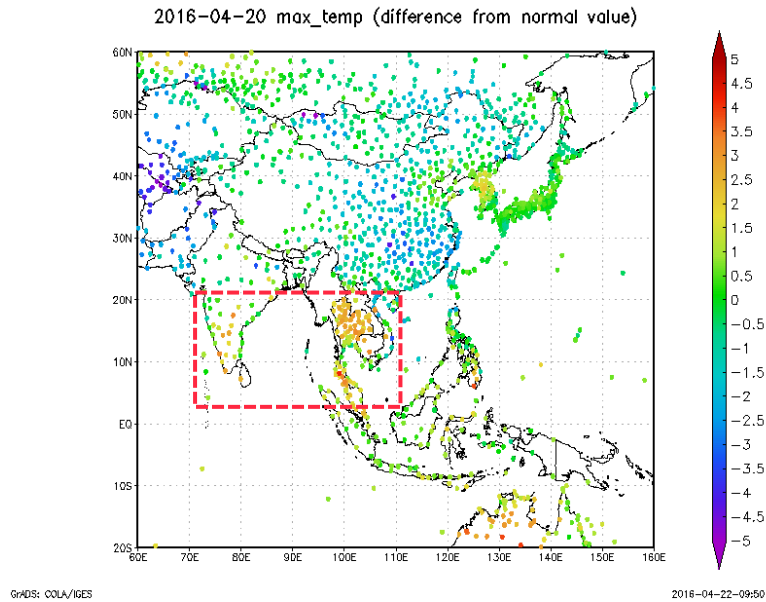 2016-04-20 max_temp (difference from normal value)
60N
50N
40N
30N
20N
10N
EQ
10S
20S
60E 70E 80E 90E 100E 110E 120E 130E 140E 150E 160E
5
4.5
4
3.5
3
2.5
2
1.5
1
0.5
0
-0.5
-1
-1.5
-2
-2.5
-3
-3.5
-4
-4.5
-5
GrADS: COLA/IGES 2016-04-22-09:50